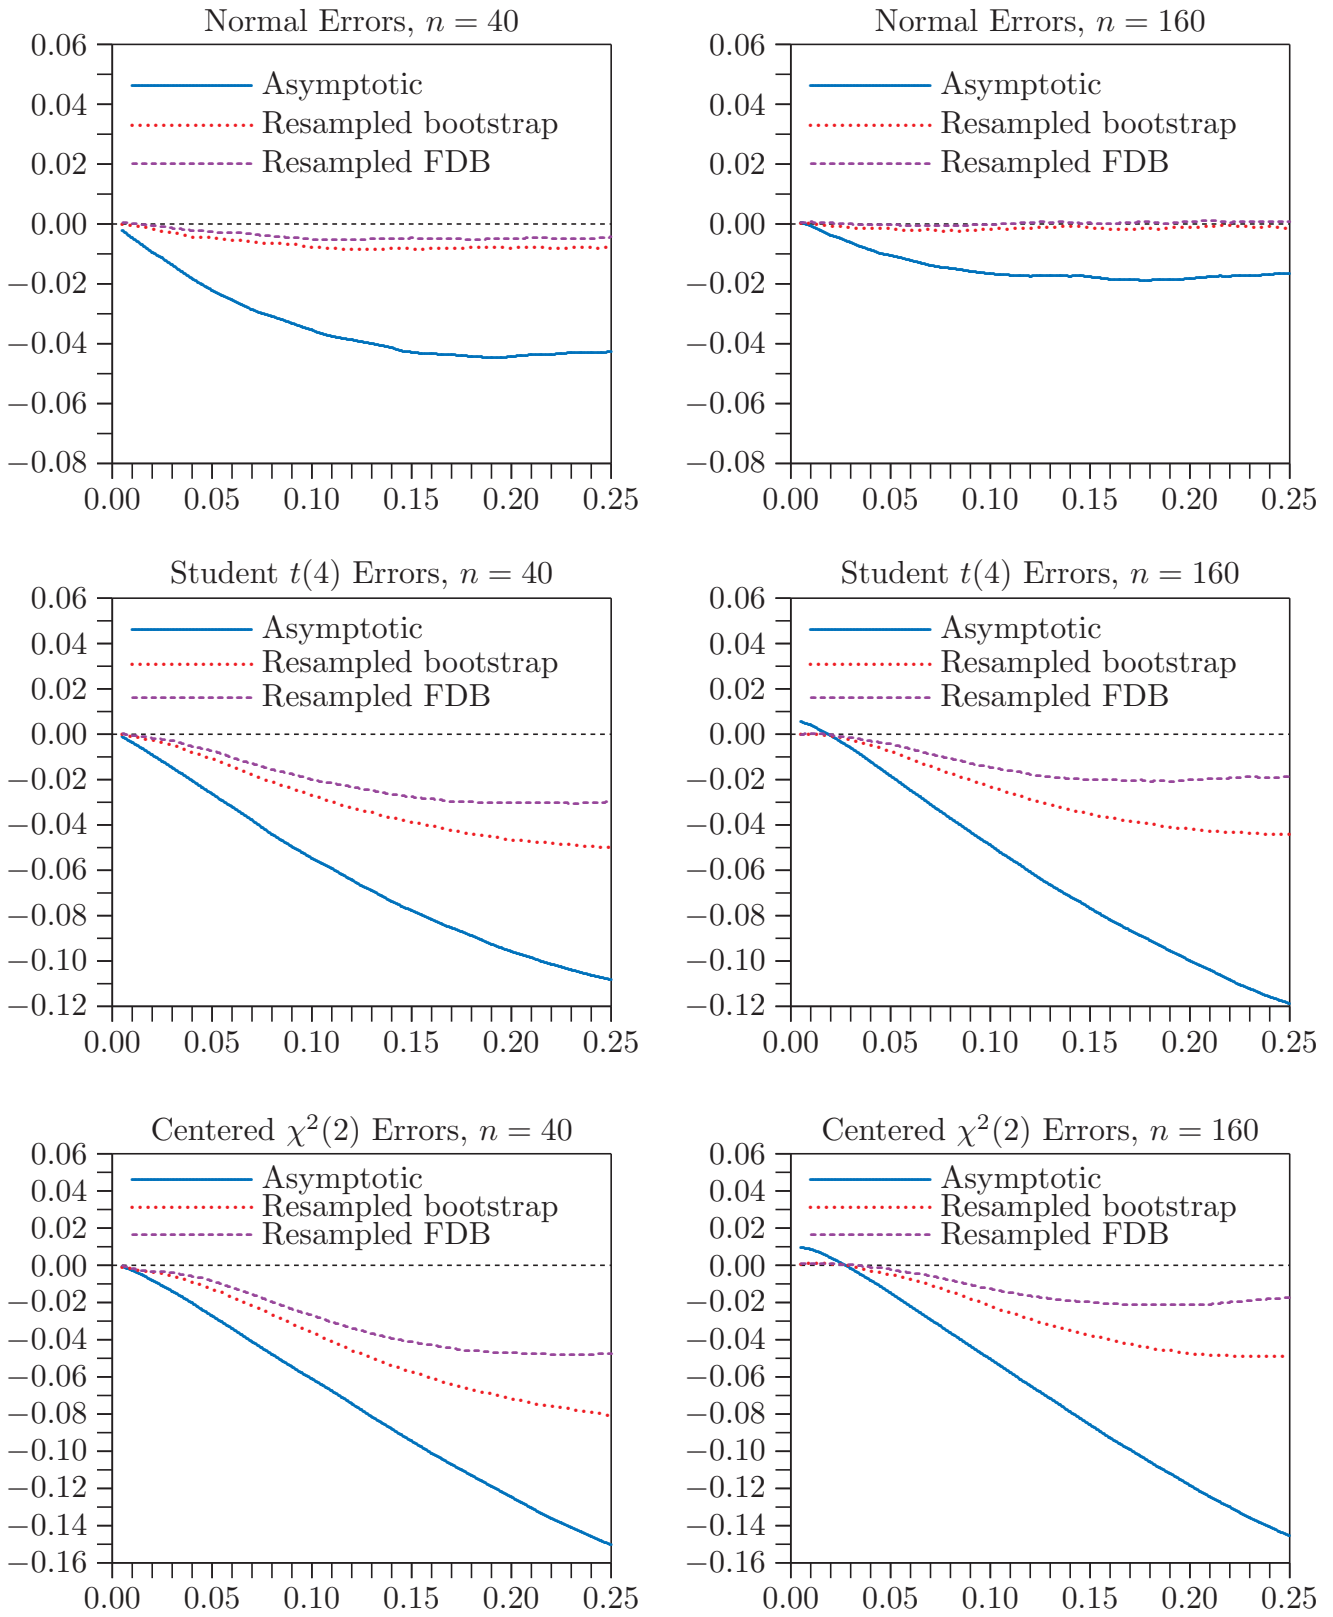 Normal Errors, n = 40
0.06
0.04
0.02
0.00
−0.02
−0.04
−0.06
−0.08
Asymptotic
Resampled bootstrap
Resampled FDB
0.00 0.05 0.10 0.15 0.20 0.25
Normal Errors, n = 160
0.06
0.04
0.02
0.00
−0.02
−0.04
−0.06
−0.08
Asymptotic
Resampled bootstrap
Resampled FDB
0.00 0.05 0.10 0.15 0.20 0.25
Student t(4) Errors, n = 40
0.06
0.04
0.02
0.00
−0.02
−0.04
−0.06
−0.08
−0.10
−0.12
Asymptotic
Resampled bootstrap
Resampled FDB
0.00 0.05 0.10 0.15 0.20 0.25
Student t(4) Errors, n = 160
0.06
0.04
0.02
0.00
−0.02
−0.04
−0.06
−0.08
−0.10
−0.12
Asymptotic
Resampled bootstrap
Resampled FDB
0.00 0.05 0.10 0.15 0.20 0.25
Centered χ²(2) Errors, n = 40
0.06
0.04
0.02
0.00
−0.02
−0.04
−0.06
−0.08
−0.10
−0.12
−0.14
−0.16
Asymptotic
Resampled bootstrap
Resampled FDB
0.00 0.05 0.10 0.15 0.20 0.25
Centered χ²(2) Errors, n = 160
0.06
0.04
0.02
0.00
−0.02
−0.04
−0.06
−0.08
−0.10
−0.12
−0.14
−0.16
Asymptotic
Resampled bootstrap
Resampled FDB
0.00 0.05 0.10 0.15 0.20 0.25